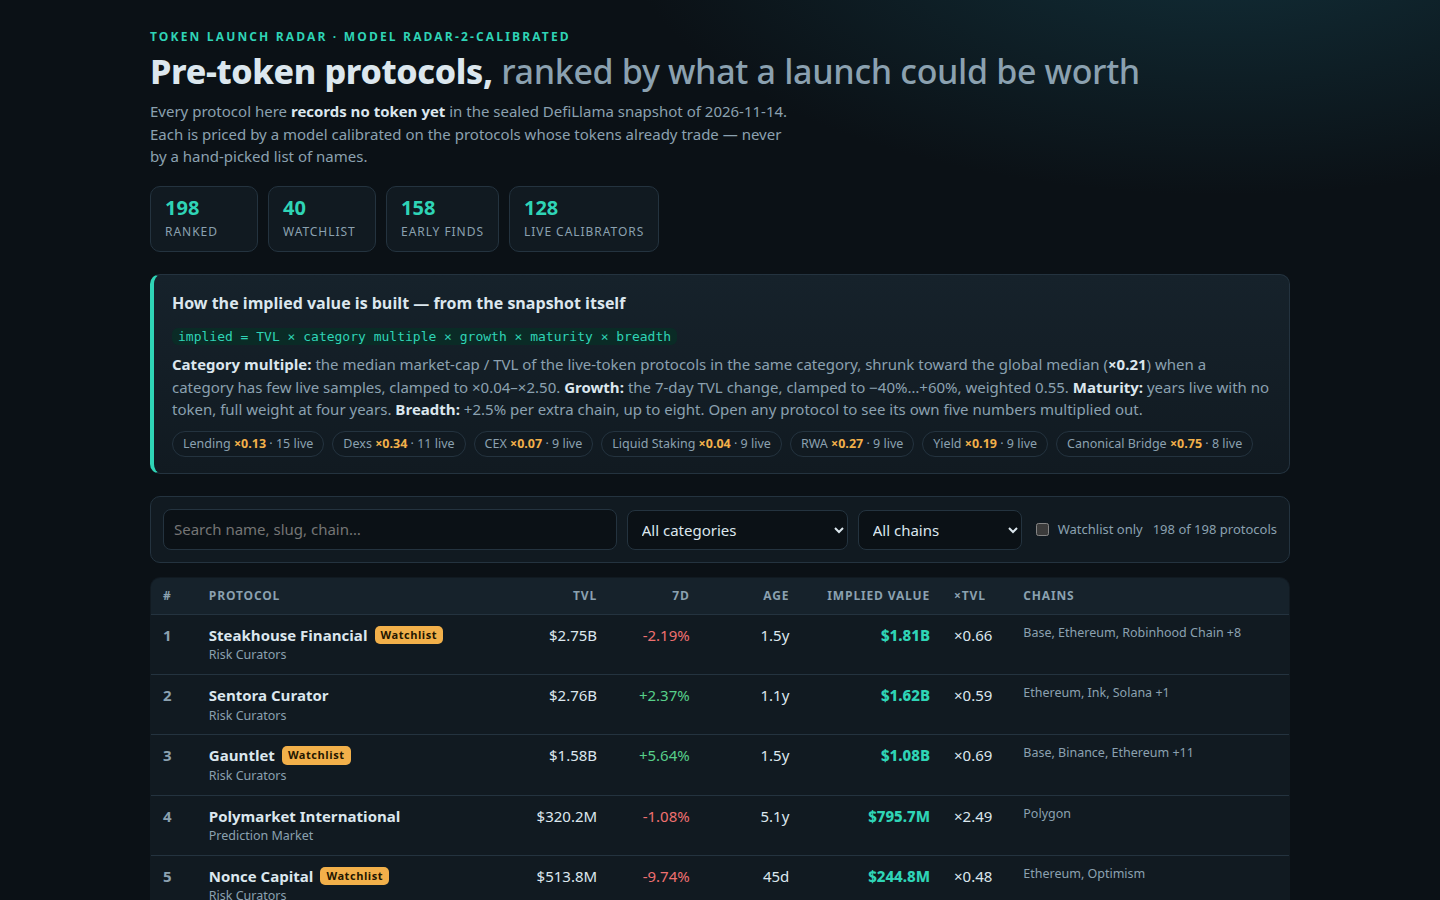 TOKEN LAUNCH RADAR · MODEL RADAR-2-CALIBRATED
Pre-token protocols, ranked by what a launch could be worth
Every protocol here records no token yet in the sealed DefiLlama snapshot of 2026-11-14.
Each is priced by a model calibrated on the protocols whose tokens already trade — never
by a hand-picked list of names.
198 40 158 128
RANKED WATCHLIST EARLY FINDS LIVE CALIBRATORS
How the implied value is built — from the snapshot itself
implied = TVL × category multiple × growth × maturity × breadth
Category multiple: the median market-cap / TVL of the live-token protocols in the same category, shrunk toward the global median (×0.21) when a
category has few live samples, clamped to ×0.04–×2.50. Growth: the 7-day TVL change, clamped to −40%…+60%, weighted 0.55. Maturity: years live with no
token, full weight at four years. Breadth: +2.5% per extra chain, up to eight. Open any protocol to see its own five numbers multiplied out.
Lending ×0.13 · 15 live Dexs ×0.34 · 11 live CEX ×0.07 · 9 live Liquid Staking ×0.04 · 9 live RWA ×0.27 · 9 live Yield ×0.19 · 9 live Canonical Bridge ×0.75 · 8 live
Search name, slug, chain… All categories All chains Watchlist only 198 of 198 protocols
# PROTOCOL TVL 7D AGE IMPLIED VALUE ×TVL CHAINS
1 Steakhouse Financial Watchlist $2.75B -2.19% 1.5y $1.81B ×0.66 Base, Ethereum, Robinhood Chain +8
Risk Curators
2 Sentora Curator $2.76B +2.37% 1.1y $1.62B ×0.59 Ethereum, Ink, Solana +1
Risk Curators
3 Gauntlet Watchlist $1.58B +5.64% 1.5y $1.08B ×0.69 Base, Binance, Ethereum +11
Risk Curators
4 Polymarket International $320.2M -1.08% 5.1y $795.7M ×2.49 Polygon
Prediction Market
5 Nonce Capital Watchlist $513.8M -9.74% 45d $244.8M ×0.48 Ethereum, Optimism
Risk Curators